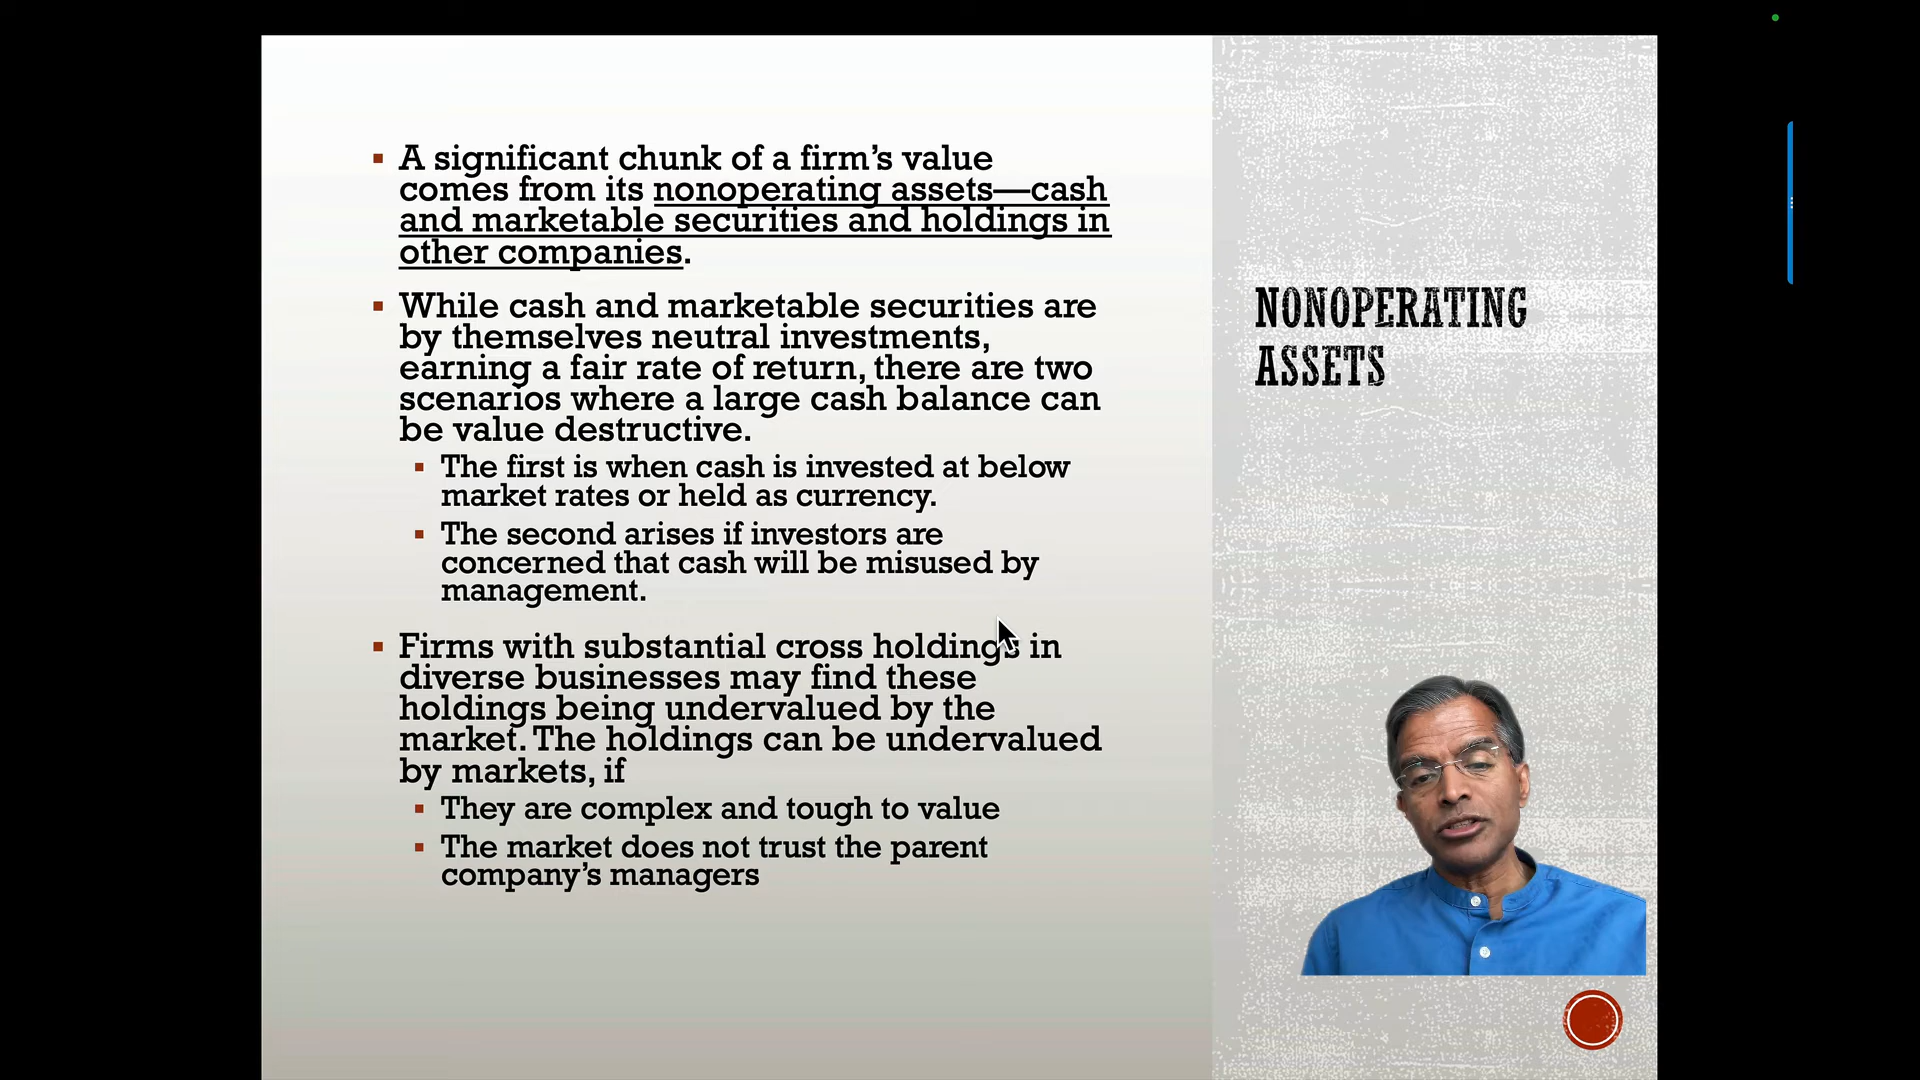 A significant chunk of a firm's value
comes from its nonoperating assets—cash
and marketable securities and holdings in
other companies.
While cash and marketable securities are
by themselves neutral investments,
earning a fair rate of return, there are two
scenarios where a large cash balance can
be value destructive.
The first is when cash is invested at below
market rates or held as currency.
The second arises if investors are
concerned that cash will be misused by
management.
Firms with substantial cross holdings in
diverse businesses may find these
holdings being undervalued by the
market. The holdings can be undervalued
by markets, if
They are complex and tough to value
The market does not trust the parent
company's managers
NONOPERATING
ASSETS